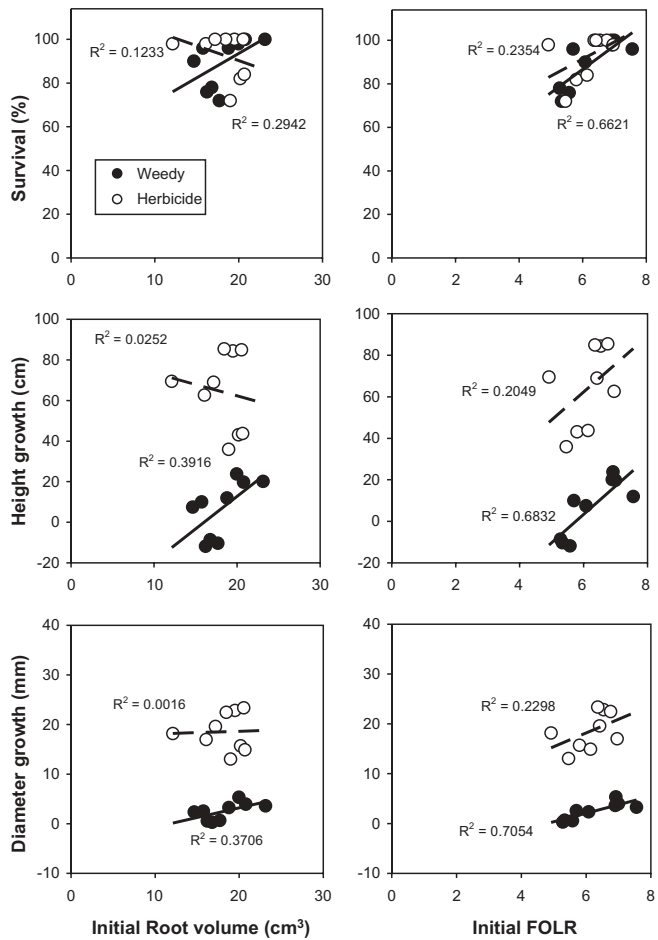 100
80
60
40
20
0
Survival (%)
R² = 0.1233
R² = 0.2942
Weedy
Herbicide
0 10 20 30
100
80
60
40
20
0
R² = 0.2354
R² = 0.6621
0 2 4 6 8
100
80
60
40
20
0
-20
Height growth (cm)
R² = 0.0252
R² = 0.3916
0 10 20 30
100
80
60
40
20
0
-20
R² = 0.2049
R² = 0.6832
0 2 4 6 8
40
30
20
10
0
-10
Diameter growth (mm)
R² = 0.0016
R² = 0.3706
0 10 20 30
Initial Root volume (cm³)
40
30
20
10
0
-10
R² = 0.2298
R² = 0.7054
0 2 4 6 8
Initial FOLR